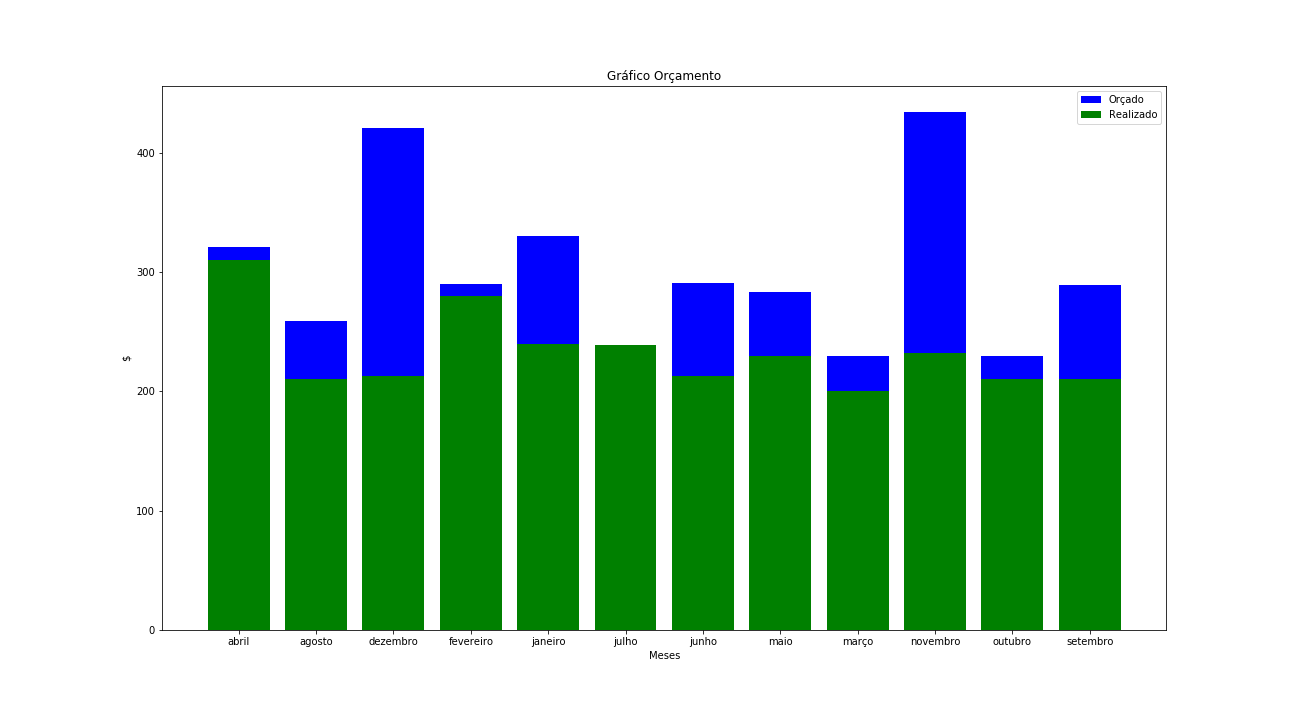 Gráfico Orçamento
Orçado
Realizado
400
300
200
100
0
$
abril agosto dezembro fevereiro janeiro julho junho maio março novembro outubro setembro
Meses